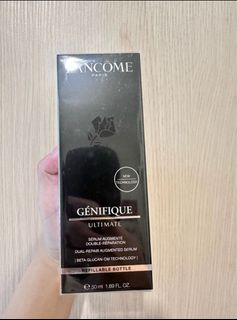 LANCÔME
PARIS
NEW
TECHNOLOGY
GÉNIFIQUE
ULTIMATE
SÉRUM AUGMENTÉ
DOUBLE-RÉPARATION
DUAL-REPAIR AUGMENTED SERUM
[BETA-GLUCAN-CM TECHNOLOGY]
REFILLABLE BOTTLE
℮ 50 ml 1.69 FL. OZ.